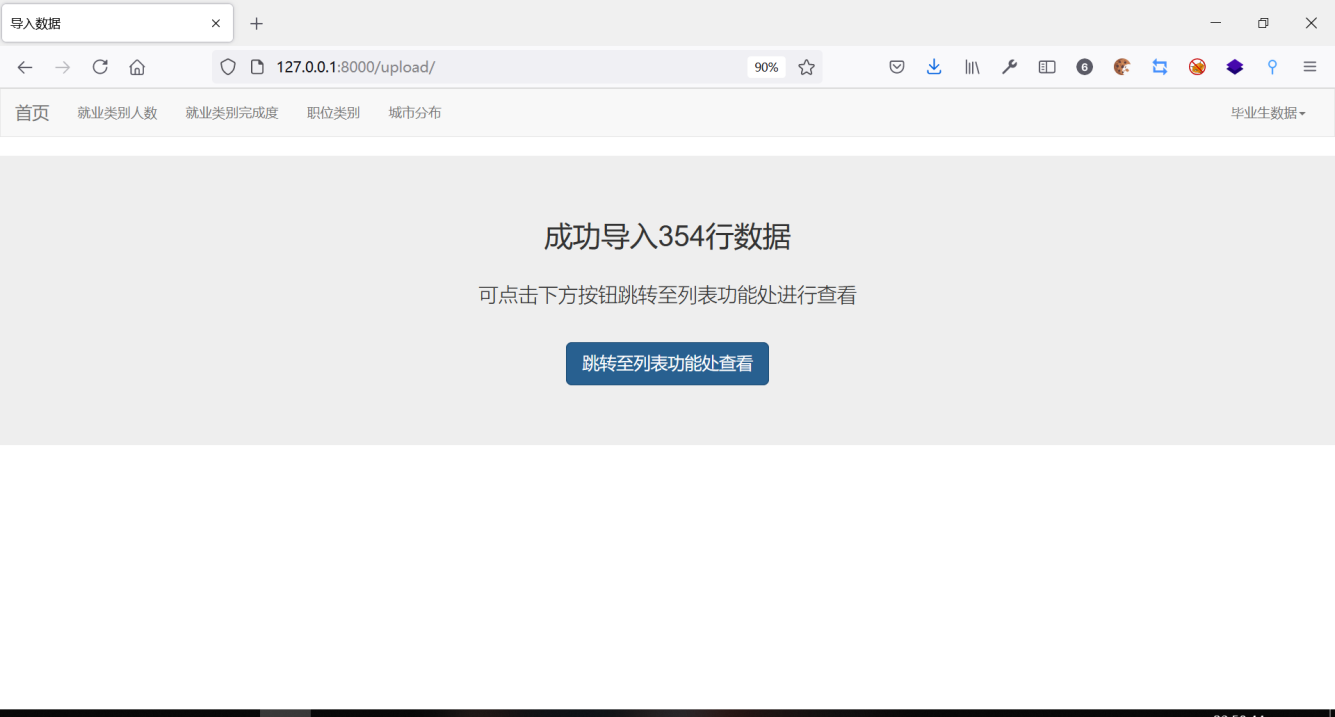 导入数据
127.0.0.1:8000/upload/
90%
6
首页 就业类别人数 就业类别完成度 职位类别 城市分布 毕业生数据
成功导入354行数据
可点击下方按钮跳转至列表功能处进行查看
跳转至列表功能处查看